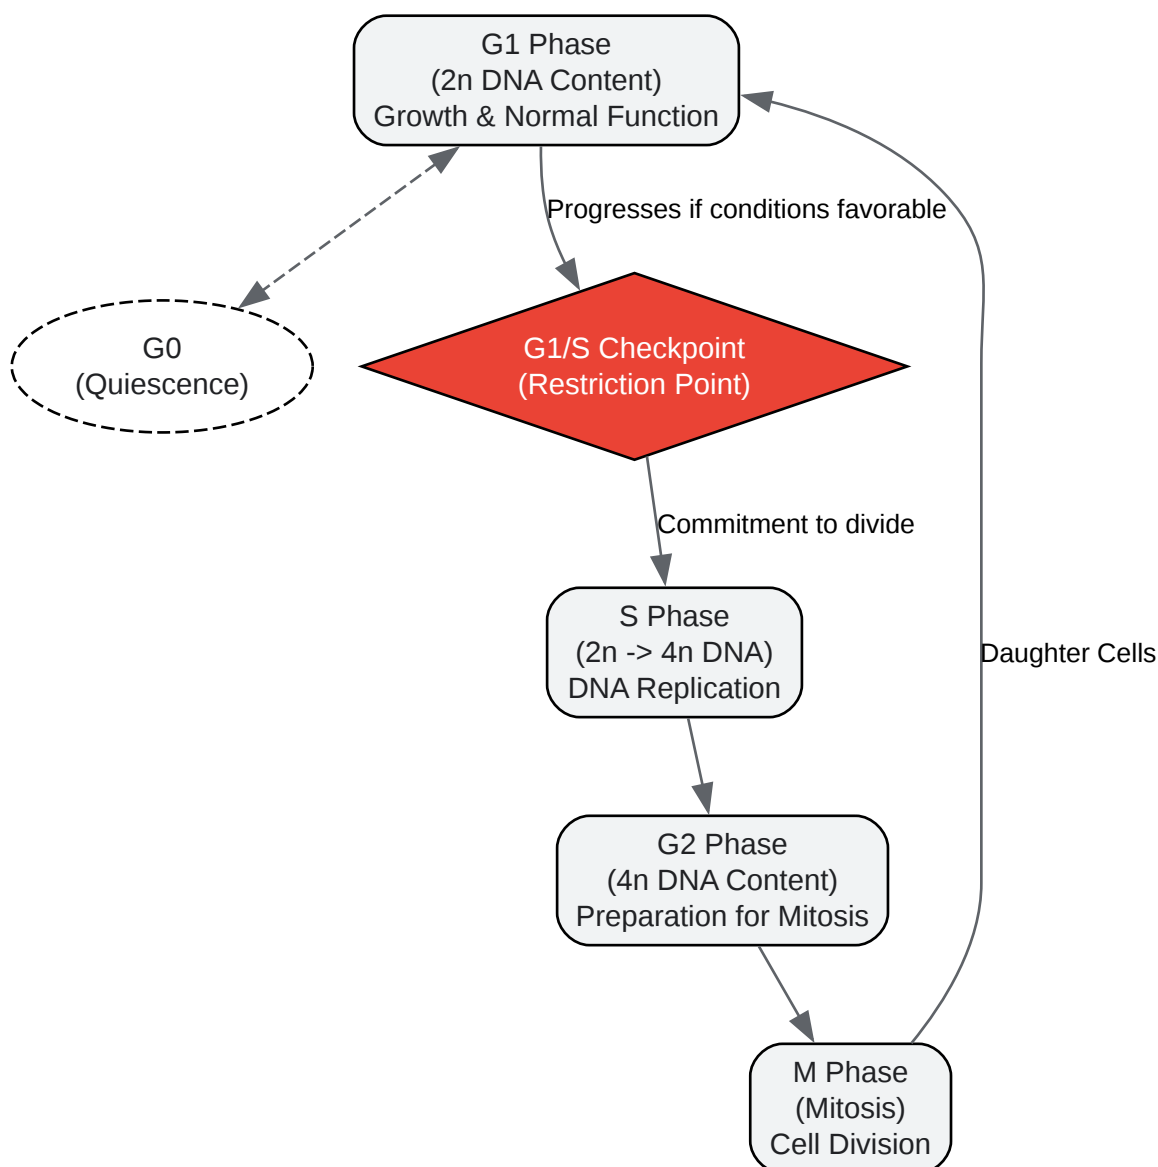 G1 Phase
(2n DNA Content)
Growth & Normal Function
Progresses if conditions favorable
G0
(Quiescence)
G1/S Checkpoint
(Restriction Point)
Commitment to divide
S Phase
(2n -> 4n DNA)
DNA Replication
Daughter Cells
G2 Phase
(4n DNA Content)
Preparation for Mitosis
M Phase
(Mitosis)
Cell Division